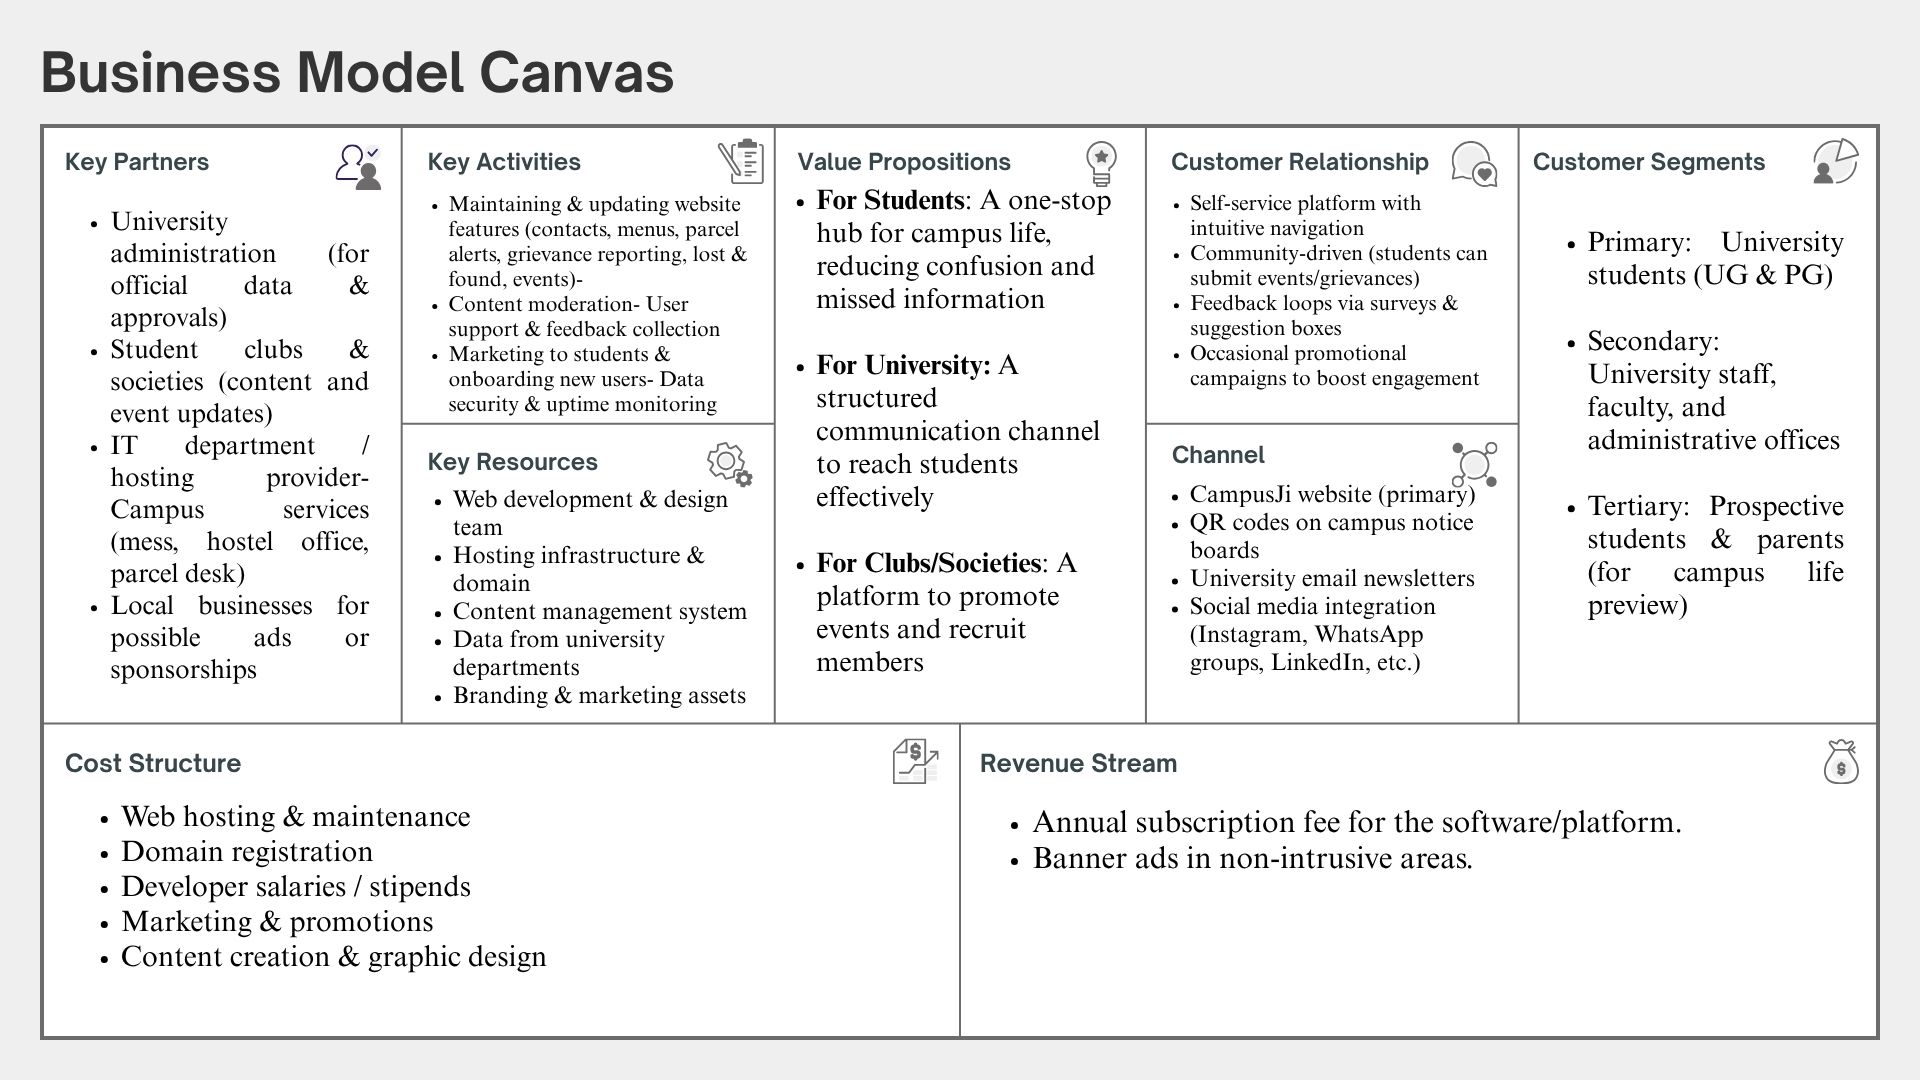 Business Model Canvas
Key Partners
University
administration (for
official data &
approvals)
Student clubs &
societies (content and
event updates)
IT department /
hosting provider-
Campus services
(mess, hostel office,
parcel desk)
Local businesses for
possible ads or
sponsorships
Key Activities
Maintaining & updating website
features (contacts, menus, parcel
alerts, grievance reporting, lost &
found, events)-
Content moderation- User
support & feedback collection
Marketing to students &
onboarding new users- Data
security & uptime monitoring
Key Resources
Web development & design
team
Hosting infrastructure &
domain
Content management system
Data from university
departments
Branding & marketing assets
Value Propositions
For Students: A one-stop
hub for campus life,
reducing confusion and
missed information
For University: A
structured
communication channel
to reach students
effectively
For Clubs/Societies: A
platform to promote
events and recruit
members
Customer Relationship
Self-service platform with
intuitive navigation
Community-driven (students can
submit events/grievances)
Feedback loops via surveys &
suggestion boxes
Occasional promotional
campaigns to boost engagement
Channel
CampusJi website (primary)
QR codes on campus notice
boards
University email newsletters
Social media integration
(Instagram, WhatsApp
groups, LinkedIn, etc.)
Customer Segments
Primary: University
students (UG & PG)
Secondary:
University staff,
faculty, and
administrative offices
Tertiary: Prospective
students & parents
(for campus life
preview)
Cost Structure
$
Web hosting & maintenance
Domain registration
Developer salaries / stipends
Marketing & promotions
Content creation & graphic design
Revenue Stream
$
Annual subscription fee for the software/platform.
Banner ads in non-intrusive areas.